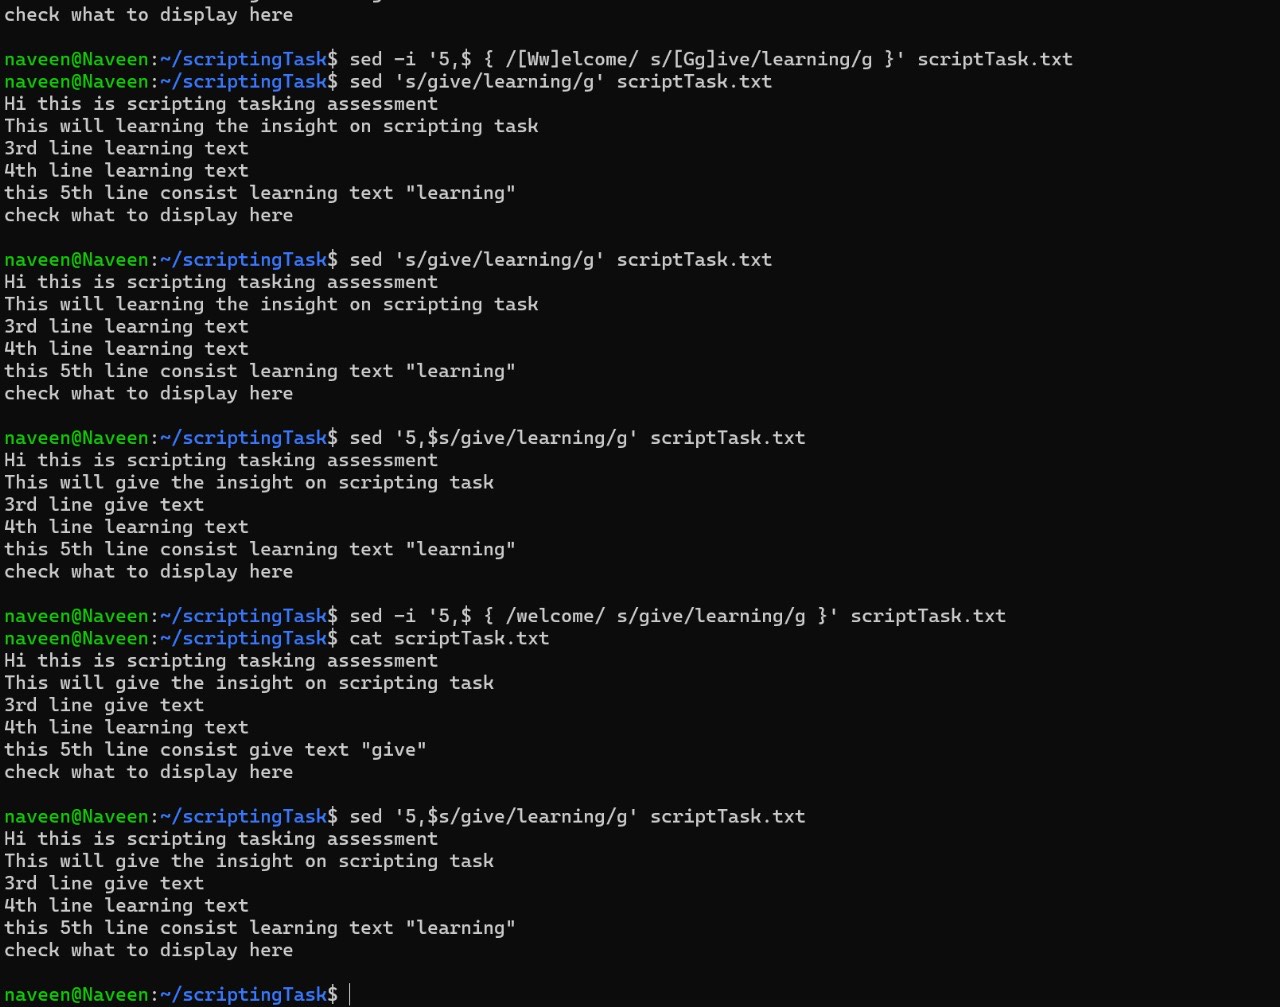 check what to display here
naveen@Naveen:~/scriptingTask$ sed -i '5,$ { /[Ww]elcome/ s/[Gg]ive/learning/g }' scriptTask.txt
naveen@Naveen:~/scriptingTask$ sed 's/give/learning/g' scriptTask.txt
Hi this is scripting tasking assessment
This will learning the insight on scripting task
3rd line learning text
4th line learning text
this 5th line consist learning text "learning"
check what to display here
naveen@Naveen:~/scriptingTask$ sed 's/give/learning/g' scriptTask.txt
Hi this is scripting tasking assessment
This will learning the insight on scripting task
3rd line learning text
4th line learning text
this 5th line consist learning text "learning"
check what to display here
naveen@Naveen:~/scriptingTask$ sed '5,$s/give/learning/g' scriptTask.txt
Hi this is scripting tasking assessment
This will give the insight on scripting task
3rd line give text
4th line learning text
this 5th line consist learning text "learning"
check what to display here
naveen@Naveen:~/scriptingTask$ sed -i '5,$ { /welcome/ s/give/learning/g }' scriptTask.txt
naveen@Naveen:~/scriptingTask$ cat scriptTask.txt
Hi this is scripting tasking assessment
This will give the insight on scripting task
3rd line give text
4th line learning text
this 5th line consist give text "give"
check what to display here
naveen@Naveen:~/scriptingTask$ sed '5,$s/give/learning/g' scriptTask.txt
Hi this is scripting tasking assessment
This will give the insight on scripting task
3rd line give text
4th line learning text
this 5th line consist learning text "learning"
check what to display here
naveen@Naveen:~/scriptingTask$